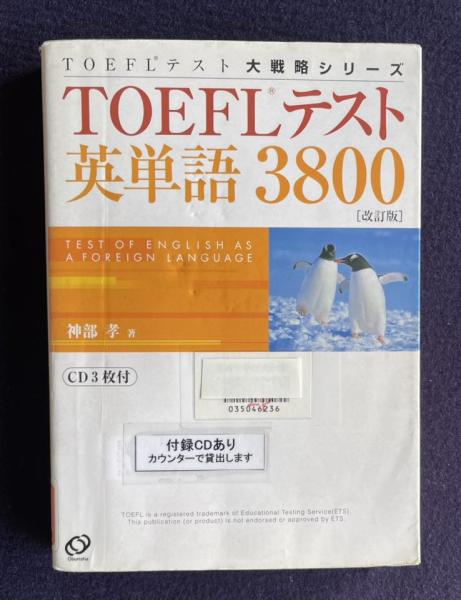 TOEFL®テスト 大戦略シリーズ
TOEFL®テスト
英単語 3800
[改訂版]
TEST OF ENGLISH AS
A FOREIGN LANGUAGE
神部 孝 著
CD3枚付
035046236
付録CDあり
カウンターで貸出します
TOEFL is a registered trademark of Educational Testing Service(ETS).
This publication (or product) is not endorsed or approved by ETS.
Obunsha